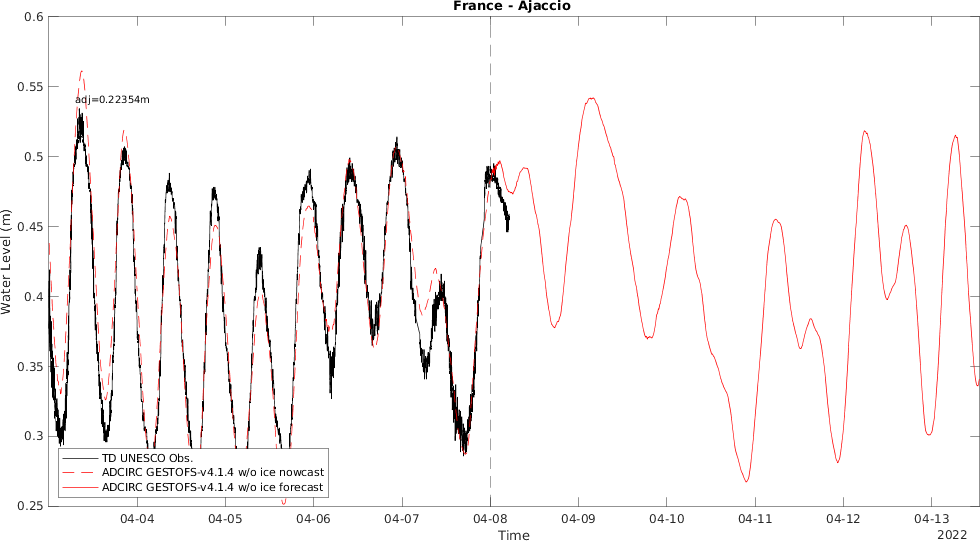 France - Ajaccio
0.6
0.55
adj=0.22354m
0.5
0.45
Water Level (m)
0.4
0.35
0.3
TD UNESCO Obs.
ADCIRC GESTOFS-v4.1.4 w/o ice nowcast
ADCIRC GESTOFS-v4.1.4 w/o ice forecast
0.25
04-04 04-05 04-06 04-07 04-08 04-09 04-10 04-11 04-12 04-13
Time
2022